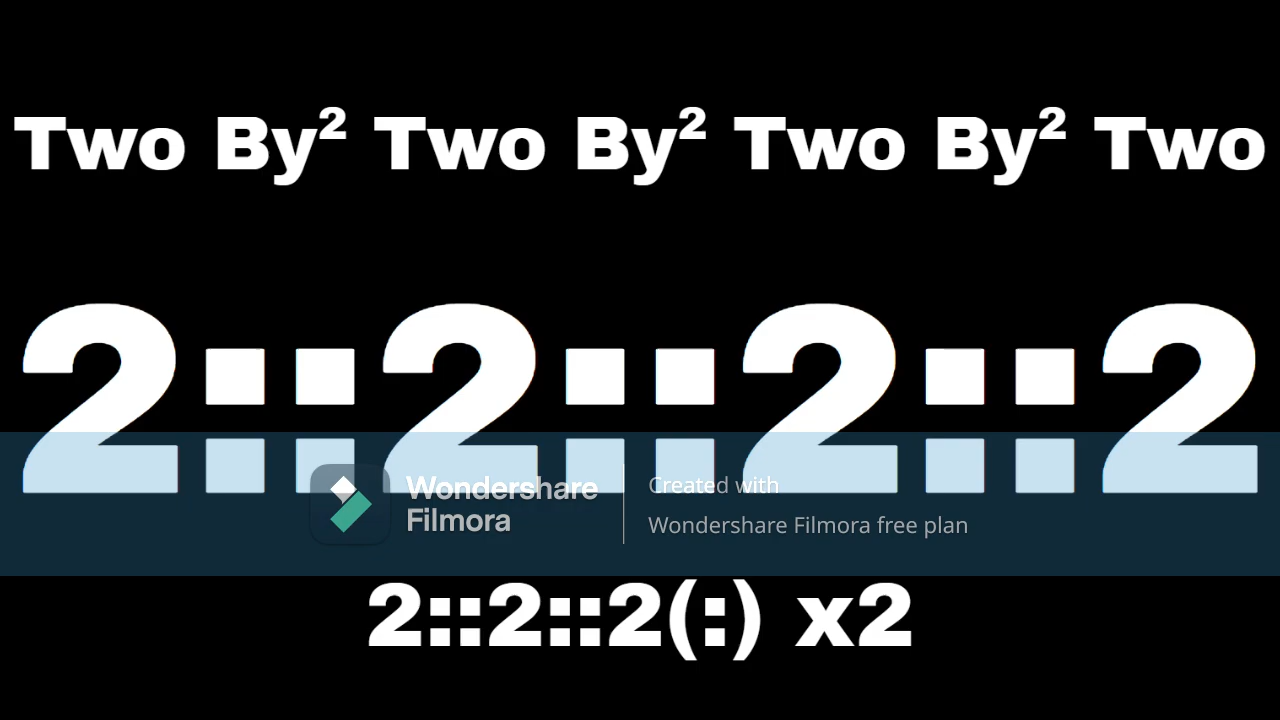 Two By² Two By² Two By² Two
2::2::2::2
Wondershare
Filmora
Created with
Wondershare Filmora free plan
2::2::2(:) x2